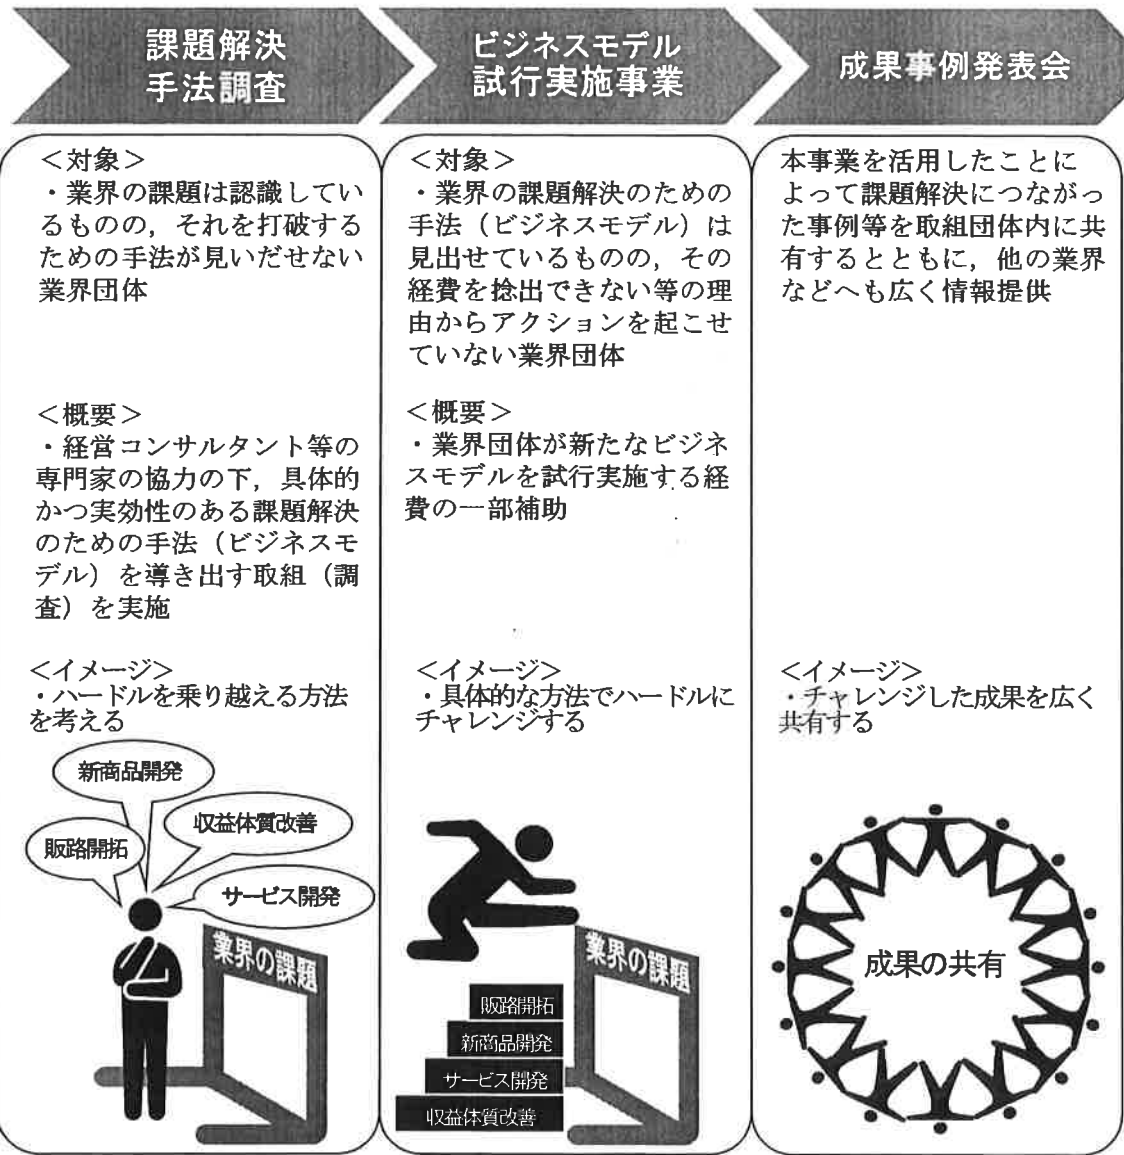 課題解決
手法調査
ビジネスモデル
試行実施事業
成果事例発表会
＜対象＞
・業界の課題は認識してい
るものの，それを打破する
ための手法が見いだせない
業界団体
＜概要＞
・経営コンサルタント等の
専門家の協力の下，具体的
かつ実効性のある課題解決
のための手法（ビジネスモ
デル）を導き出す取組（調
査）を実施
＜イメージ＞
・ハードルを乗り越える方法
を考える
新商品開発
収益体質改善
販路開拓
サービス開発
業界の課題
＜対象＞
・業界の課題解決のための
手法（ビジネスモデル）は
見出せているものの，その
経費を捻出できない等の理
由からアクションを起こせ
ていない業界団体
＜概要＞
・業界団体が新たなビジネ
スモデルを試行実施する経
費の一部補助
＜イメージ＞
・具体的な方法でハードルに
チャレンジする
業界の課題
販路開拓
新商品開発
サービス開発
収益体質改善
本事業を活用したことに
よって課題解決につながっ
た事例等を取組団体内に共
有するとともに，他の業界
などへも広く情報提供
＜イメージ＞
・チャレンジした成果を広く
共有する
成果の共有